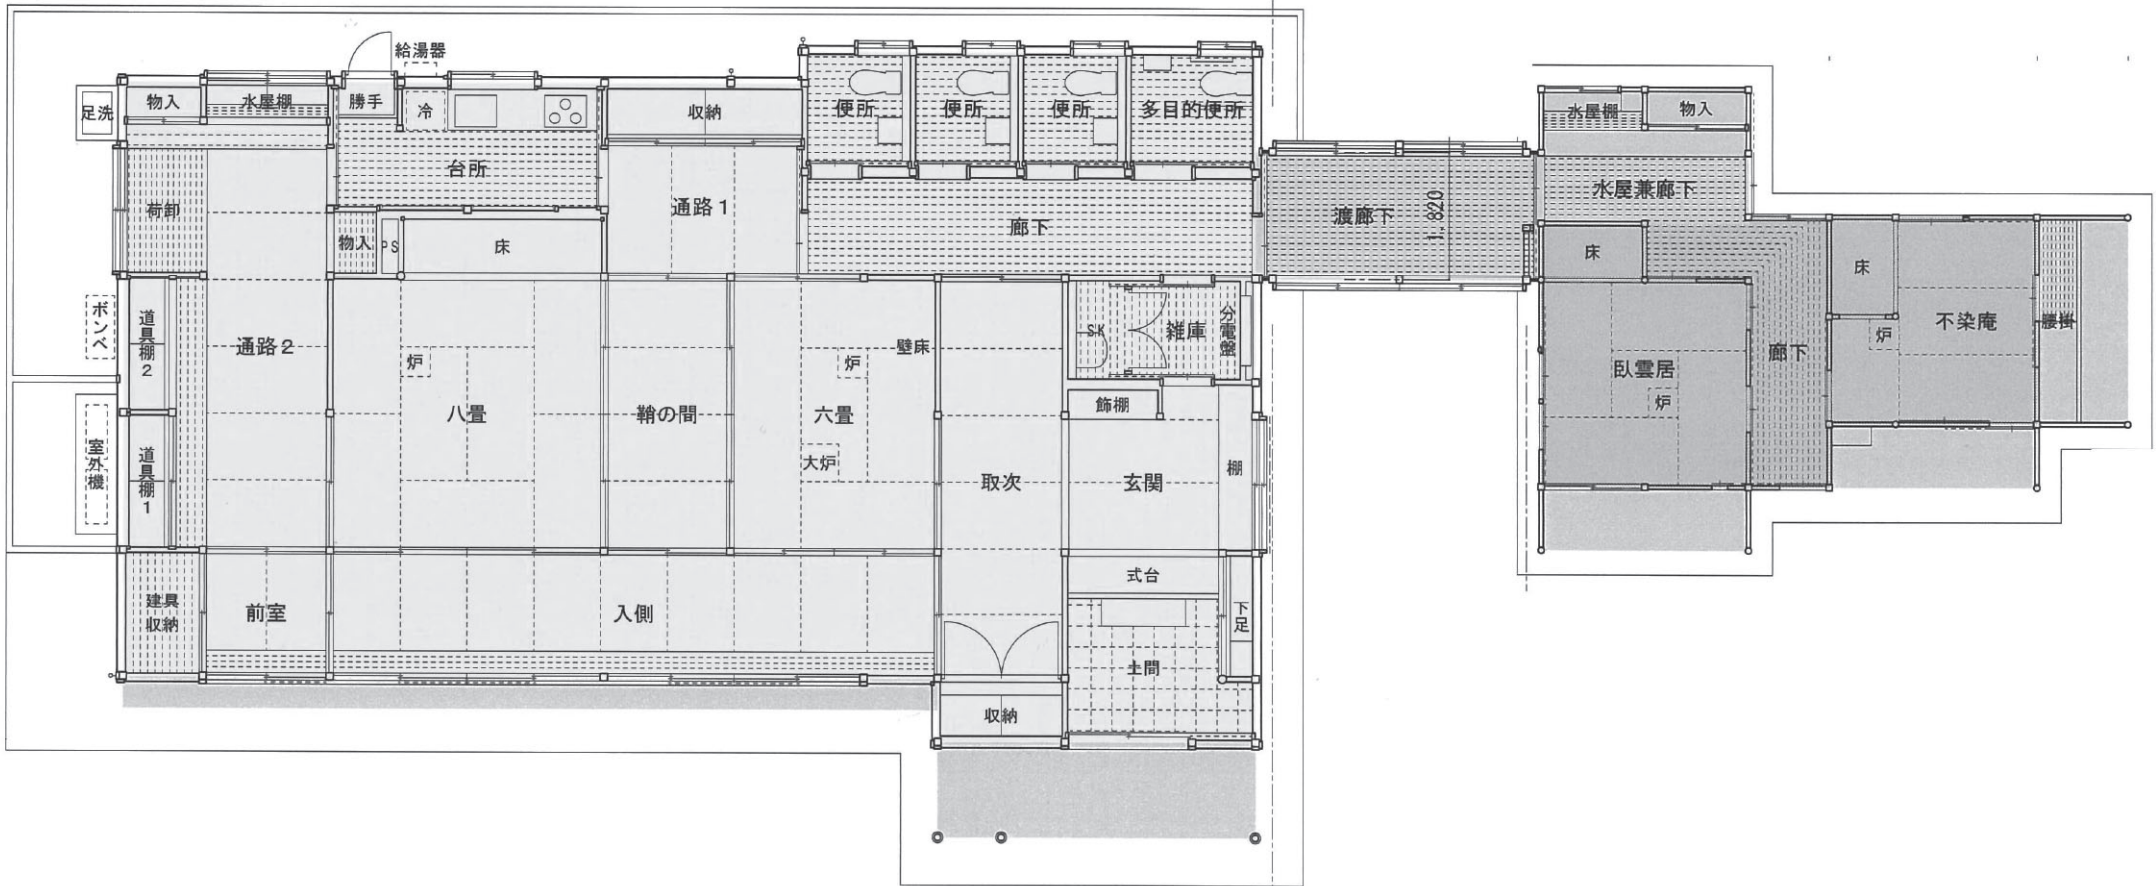 給湯器
足洗
物入
水屋棚
勝手
冷
収納
便所
便所
便所
多目的便所
水屋棚
物入
台所
荷卸
通路1
廊下
渡廊下
1,820
水屋兼廊下
物入
PS
床
床
床
ボンベ
道具棚2
通路2
炉
八畳
鞘の間
炉
壁床
六畳
大炉
SK
雑庫
分電盤
飾棚
臥雲居
炉
廊下
炉
不染庵
腰掛
室外機
道具棚1
取次
玄関
棚
建具
収納
前室
入側
式台
下足
土間
収納